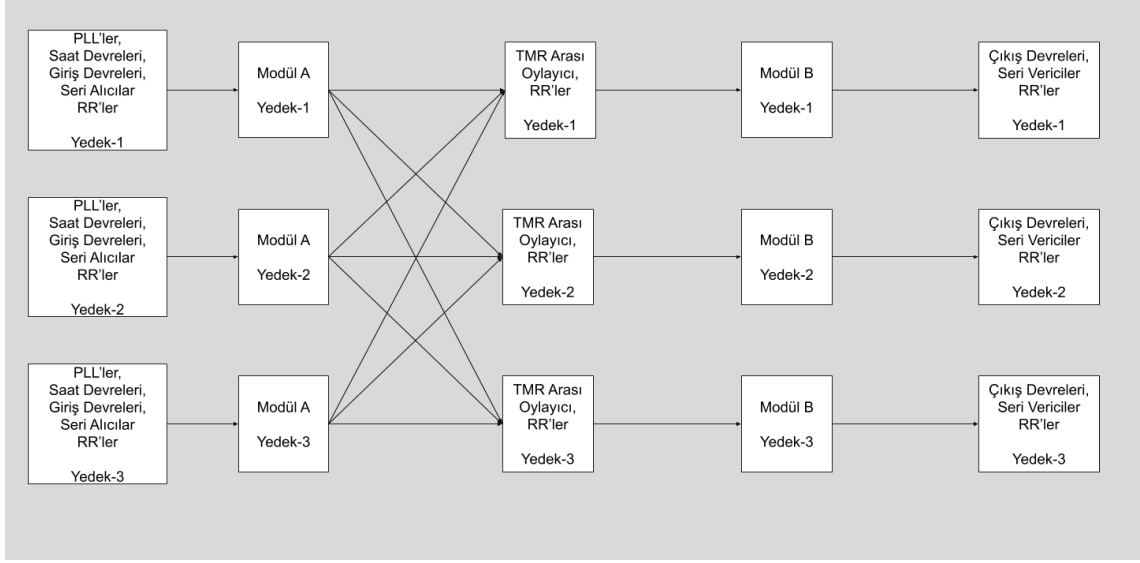 PLL'ler,
Saat Devreleri,
Giriş Devreleri,
Seri Alıcılar
RR'ler
Yedek-1
Modül A
Yedek-1
TMR Arası
Oylayıcı,
RR'ler
Yedek-1
Modül B
Yedek-1
Çıkış Devreleri,
Seri Vericiler
RR'ler
Yedek-1
PLL'ler,
Saat Devreleri,
Giriş Devreleri,
Seri Alıcılar
RR'ler
Yedek-2
Modül A
Yedek-2
TMR Arası
Oylayıcı,
RR'ler
Yedek-2
Modül B
Yedek-2
Çıkış Devreleri,
Seri Vericiler
RR'ler
Yedek-2
PLL'ler,
Saat Devreleri,
Giriş Devreleri,
Seri Alıcılar
RR'ler
Yedek-3
Modül A
Yedek-3
TMR Arası
Oylayıcı,
RR'ler
Yedek-3
Modül B
Yedek-3
Çıkış Devreleri,
Seri Vericiler
RR'ler
Yedek-3